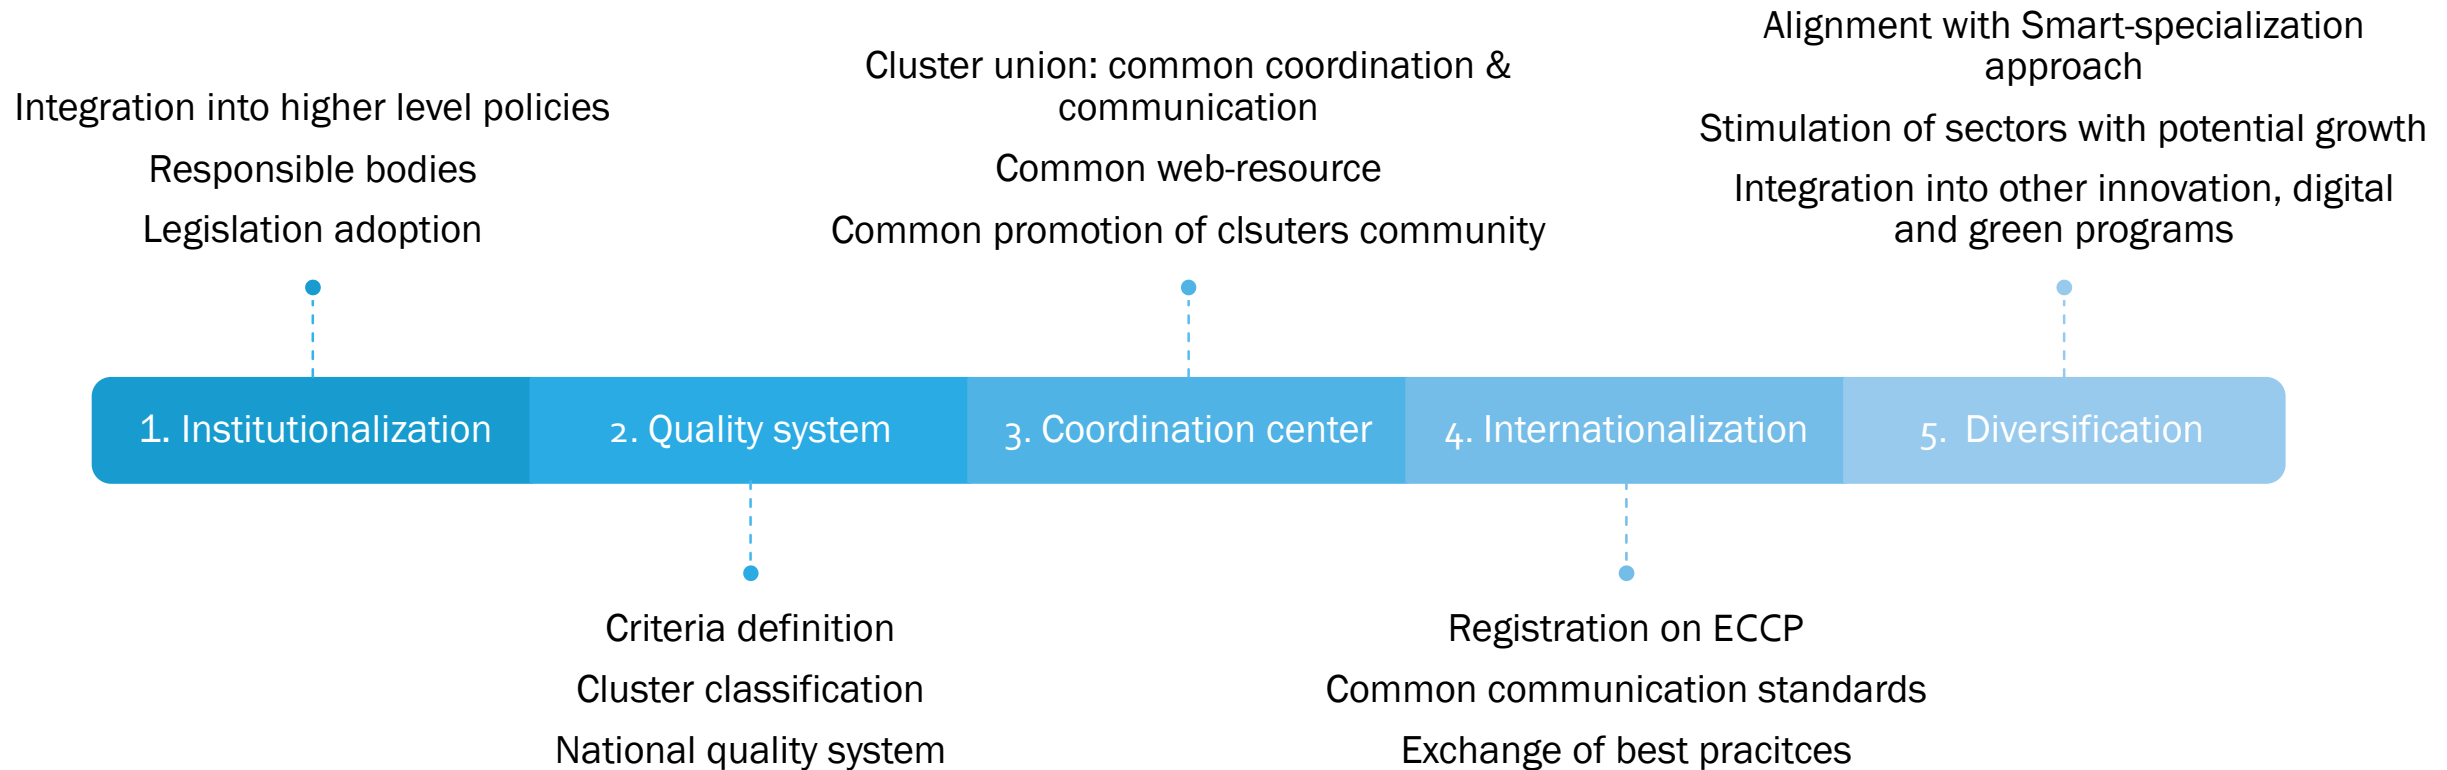 Integration into higher level policies
Responsible bodies
Legislation adoption
Cluster union: common coordination &
communication
Common web-resource
Common promotion of clsuters community
Alignment with Smart-specialization
approach
Stimulation of sectors with potential growth
Integration into other innovation, digital
and green programs
1. Institutionalization
2. Quality system
3. Coordination center
4. Internationalization
5. Diversification
Criteria definition
Cluster classification
National quality system
Registration on ECCP
Common communication standards
Exchange of best pracitces